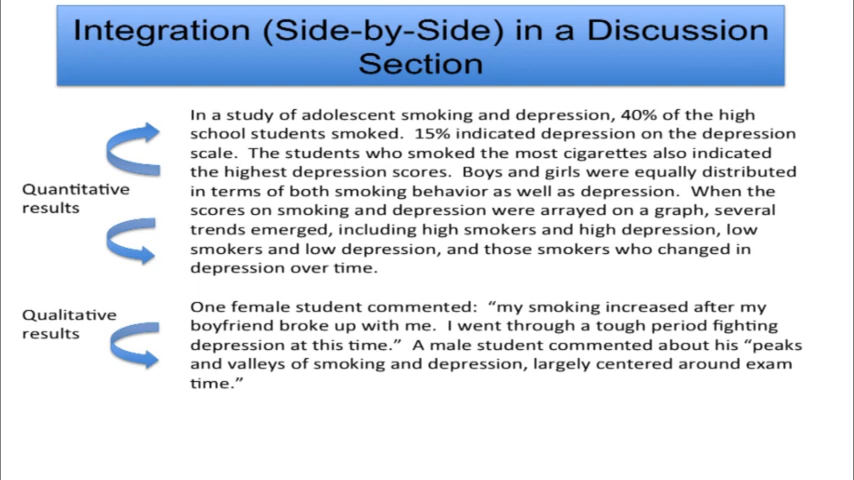 Integration (Side-by-Side) in a Discussion
Section
In a study of adolescent smoking and depression, 40% of the high
school students smoked. 15% indicated depression on the depression
scale. The students who smoked the most cigarettes also indicated
the highest depression scores. Boys and girls were equally distributed
in terms of both smoking behavior as well as depression. When the
scores on smoking and depression were arrayed on a graph, several
trends emerged, including high smokers and high depression, low
smokers and low depression, and those smokers who changed in
depression over time.
Quantitative
results
Qualitative
results
One female student commented: “my smoking increased after my
boyfriend broke up with me. I went through a tough period fighting
depression at this time.” A male student commented about his “peaks
and valleys of smoking and depression, largely centered around exam
time.”